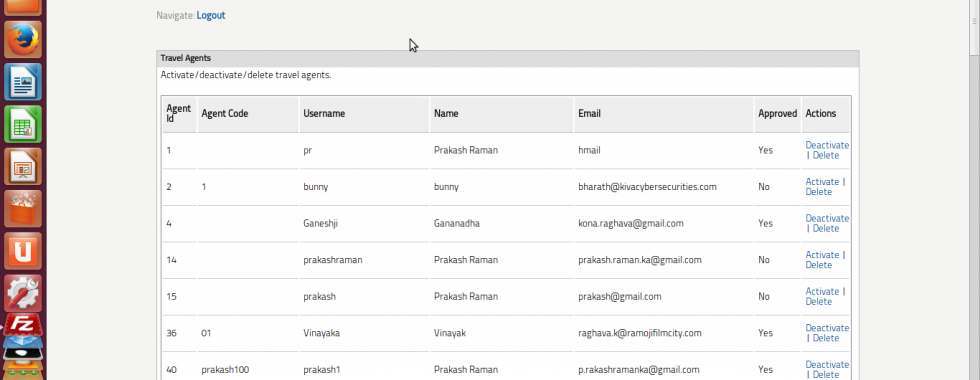 Navigate: Logout
Travel Agents
Activate/deactivate/delete travel agents.
Agent Id Agent Code Username Name Email Approved Actions
1 pr Prakash Raman hmail Yes Deactivate | Delete
2 1 bunny bunny bharath@kivacybersecurities.com No Activate | Delete
4 Ganeshji Gananadha kona.raghava@gmail.com Yes Deactivate | Delete
14 prakashraman Prakash Raman prakash.raman.ka@gmail.com No Activate | Delete
15 prakash Prakash Raman prakash@gmail.com No Activate | Delete
36 01 Vinayaka Vinayak raghava.k@ramojifilmcity.com Yes Deactivate | Delete
40 prakash100 prakash1 Prakash Raman p.rakashramanka@gmail.com Yes Deactivate | Delete
Fz